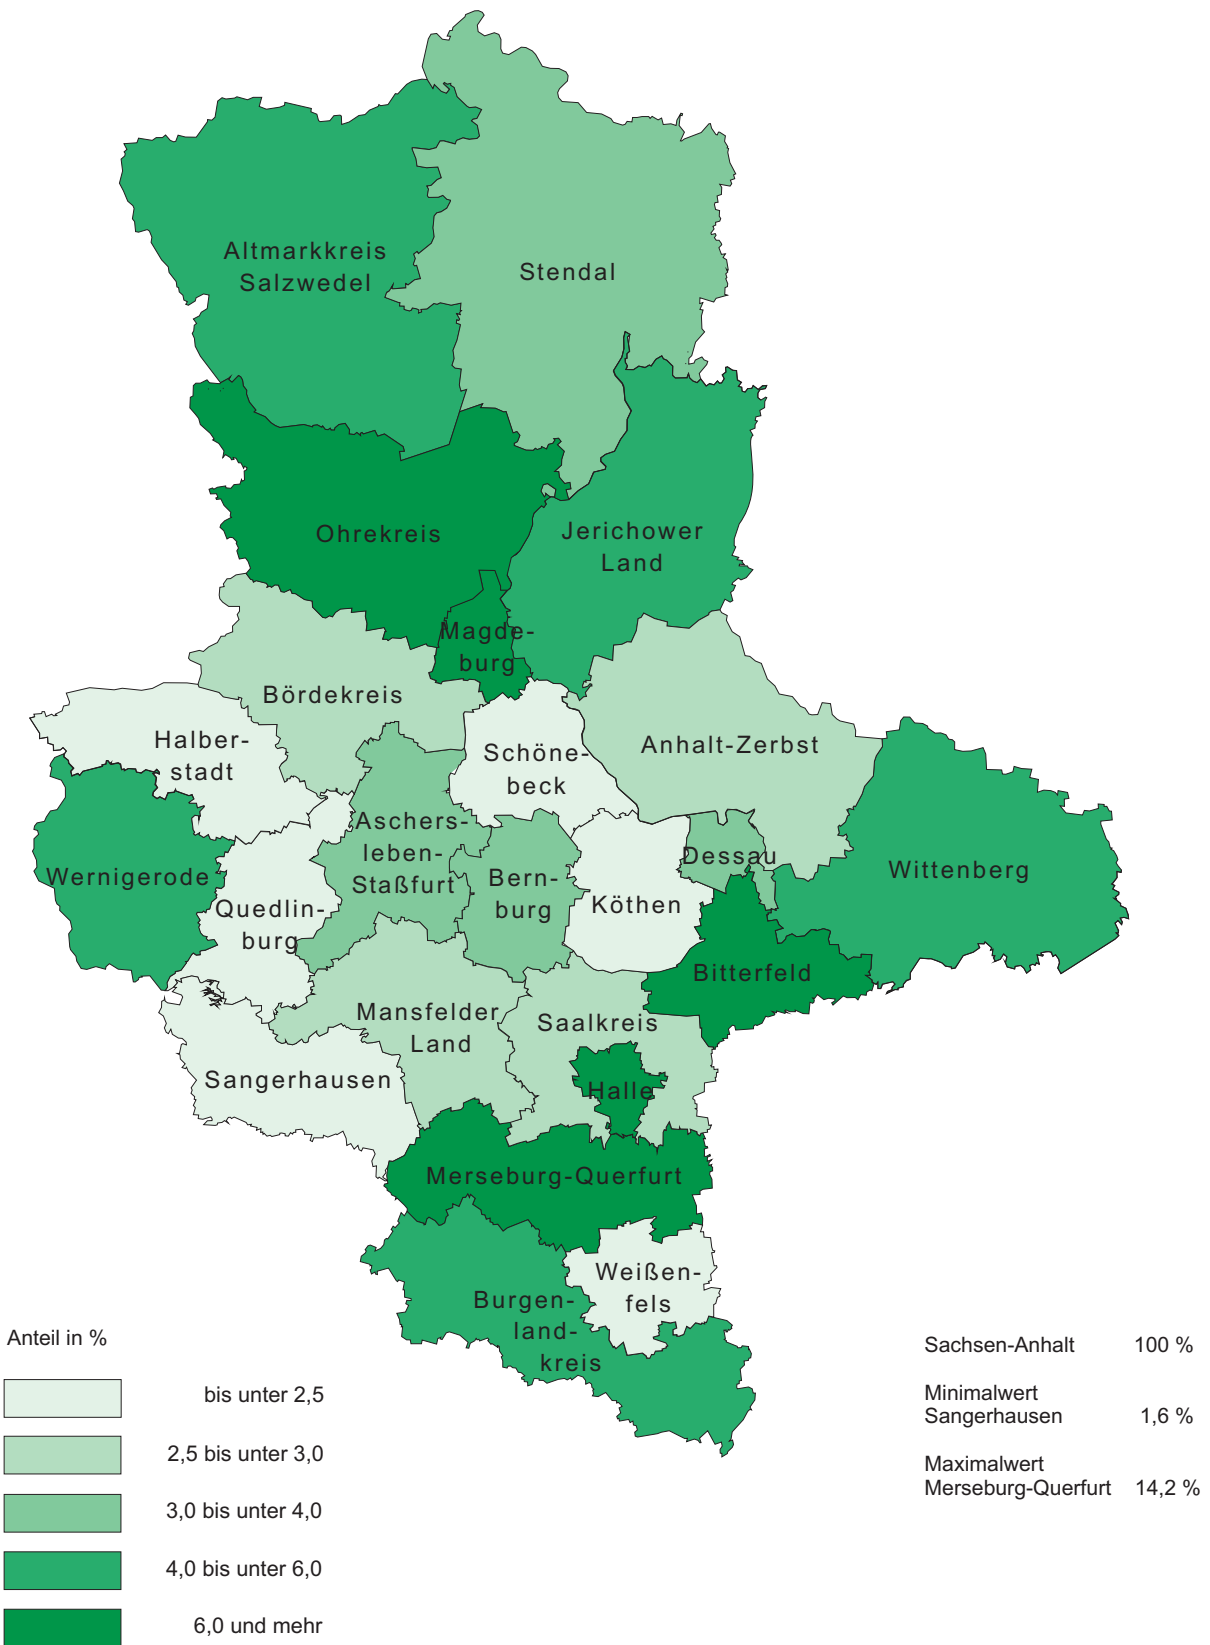 Altmarkkreis
Salzwedel
Stendal
Ohrekreis
Jerichower
Land
Magde-
burg
Bördekreis
Halber-
stadt
Schöne-
beck
Anhalt-Zerbst
Aschers-
leben-
Staßfurt
Wernigerode
Quedlin-
burg
Bern-
burg
Köthen
Dessau
Wittenberg
Bitterfeld
Mansfelder
Land
Saalkreis
Sangerhausen
Halle
Merseburg-Querfurt
Weißen-
fels
Burgen-
land-
kreis
Anteil in %
bis unter 2,5
2,5 bis unter 3,0
3,0 bis unter 4,0
4,0 bis unter 6,0
6,0 und mehr
Sachsen-Anhalt 100 %
Minimalwert
Sangerhausen 1,6 %
Maximalwert
Merseburg-Querfurt 14,2 %